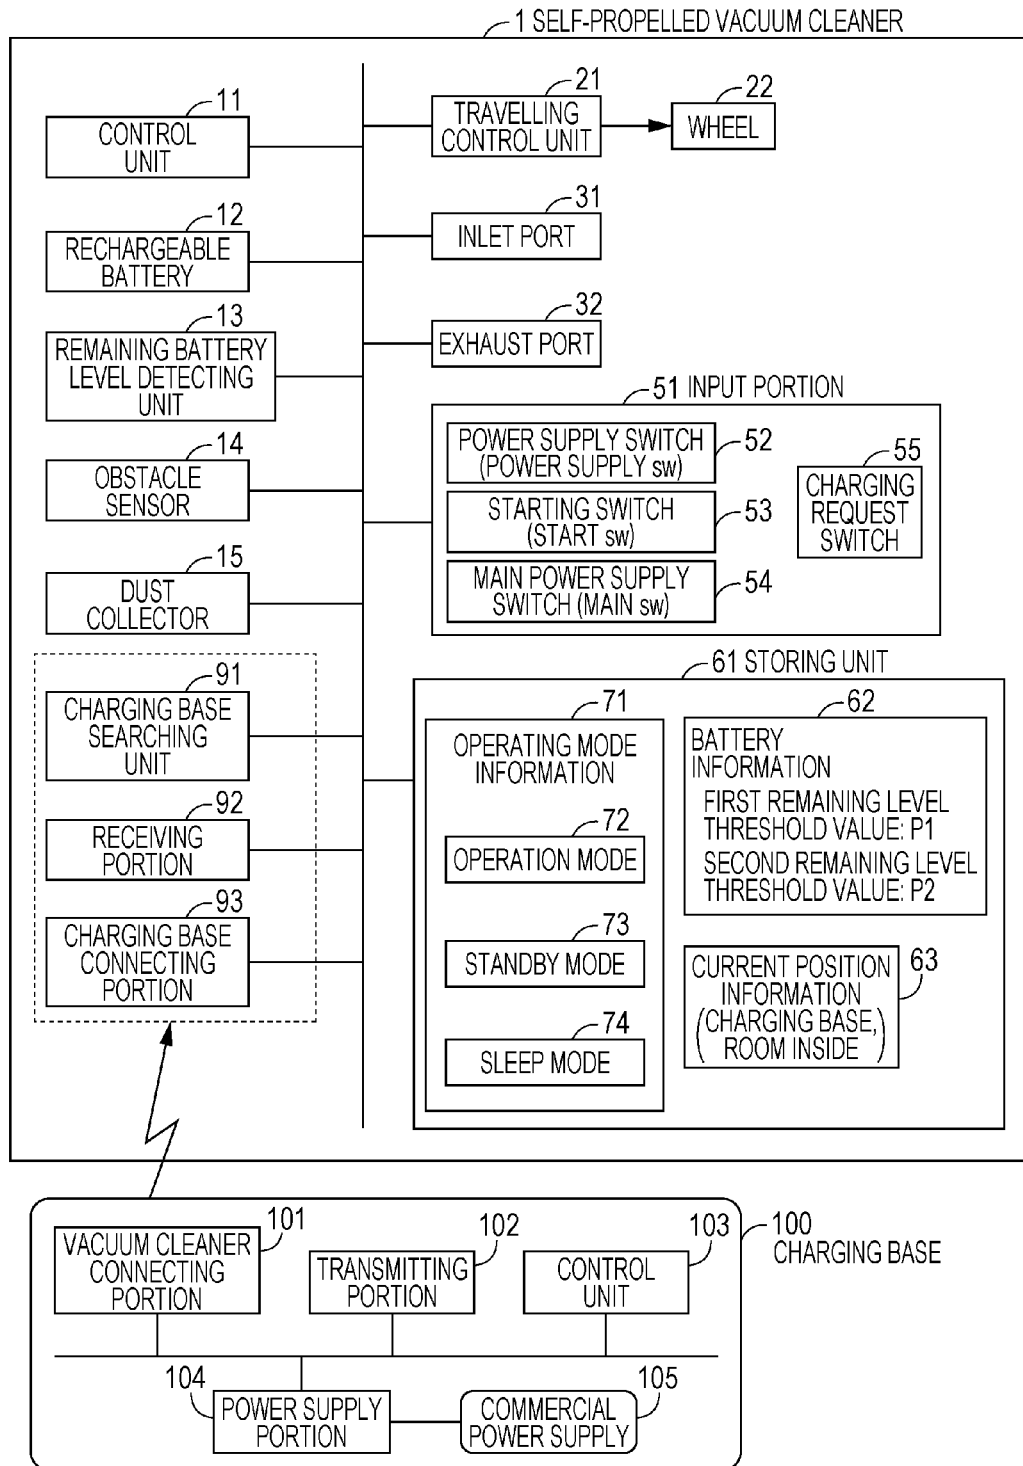 1 SELF-PROPELLED VACUUM CLEANER
11
CONTROL
UNIT
12
RECHARGEABLE
BATTERY
13
REMAINING BATTERY
LEVEL DETECTING
UNIT
14
OBSTACLE
SENSOR
15
DUST
COLLECTOR
91
CHARGING BASE
SEARCHING
UNIT
92
RECEIVING
PORTION
93
CHARGING BASE
CONNECTING
PORTION
21
TRAVELLING
CONTROL UNIT
22
WHEEL
31
INLET PORT
32
EXHAUST PORT
51 INPUT PORTION
POWER SUPPLY SWITCH
(POWER SUPPLY sw)
52
STARTING SWITCH
(START sw)
53
MAIN POWER SUPPLY
SWITCH (MAIN sw)
54
55
CHARGING
REQUEST
SWITCH
61 STORING UNIT
71
OPERATING MODE
INFORMATION
72
OPERATION MODE
73
STANDBY MODE
74
SLEEP MODE
62
BATTERY
INFORMATION
FIRST REMAINING LEVEL
THRESHOLD VALUE: P1
SECOND REMAINING LEVEL
THRESHOLD VALUE: P2
63
CURRENT POSITION
INFORMATION
(CHARGING BASE,
ROOM INSIDE)
100
CHARGING BASE
101
VACUUM CLEANER
CONNECTING
PORTION
102
TRANSMITTING
PORTION
103
CONTROL
UNIT
104
POWER SUPPLY
PORTION
105
COMMERCIAL
POWER SUPPLY